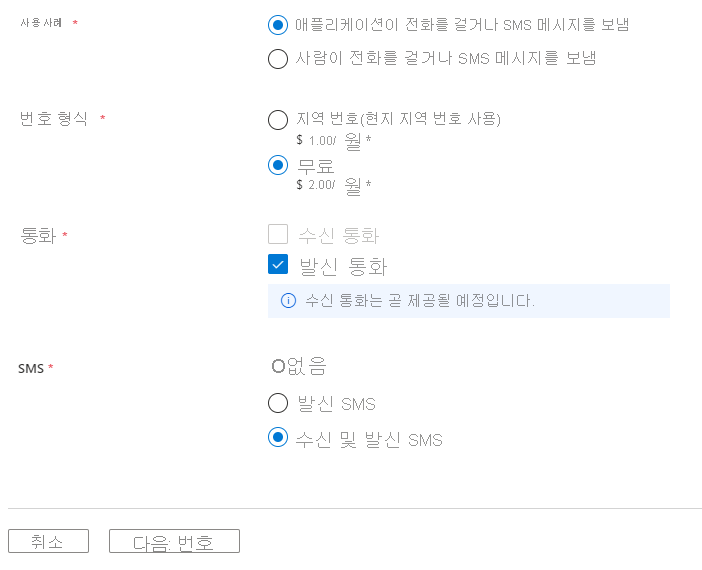 사용사례 * 애플리케이션이 전화를 걸거나 SMS 메시지를 보냄
사람이 전화를 걸거나 SMS 메시지를 보냄
번호 형식 * 지역 번호(현지 지역 번호 사용)
$ 1.00/ 월*
무료
$ 2.00/ 월*
통화 * 수신 통화
발신 통화
수신 통화는 곧 제공될 예정입니다.
SMS * O없음
발신 SMS
수신 및 발신 SMS
취소 다음: 번호